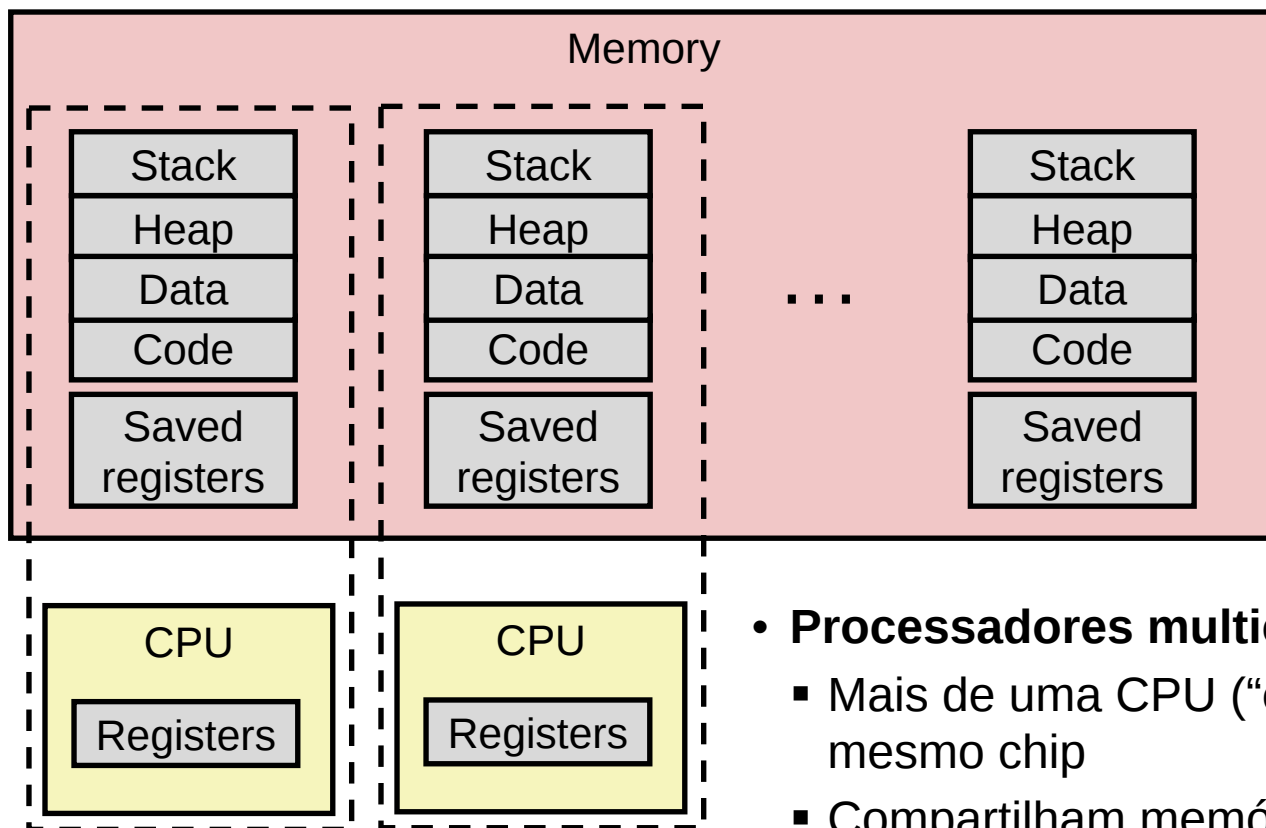 Memory
Stack Stack Stack
Heap Heap Heap
Data Data ... Data
Code Code Code
Saved Saved Saved
registers registers registers
CPU CPU
Registers Registers
• Processadores
▪ Mais de uma CPU (“
mesmo chip
▪ Compartilham